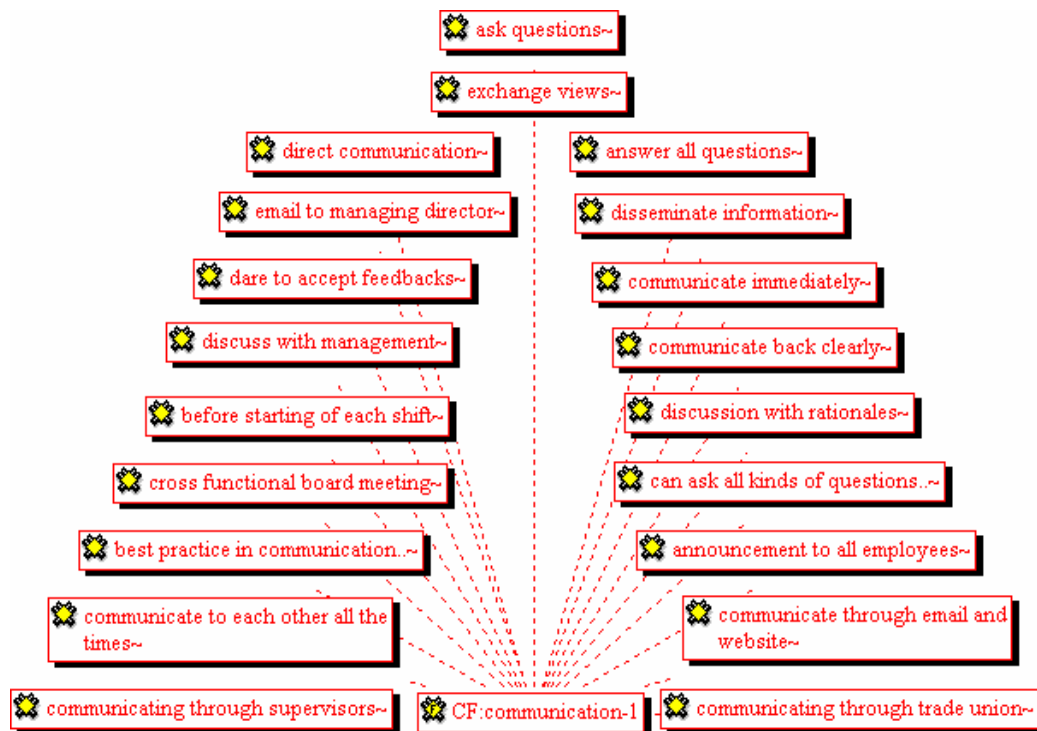 ask questions~
exchange views~
direct communication~
answer all questions~
email to managing director~
disseminate information~
dare to accept feedbacks~
communicate immediately~
discuss with management~
communicate back clearly~
before starting of each shift~
discussion with rationales~
cross functional board meeting~
can ask all kinds of questions..~
best practice in communication..~
announcement to all employees~
communicate to each other all the
times~
communicate through email and
website~
communicating through supervisors~
CF:communication-1
communicating through trade union~